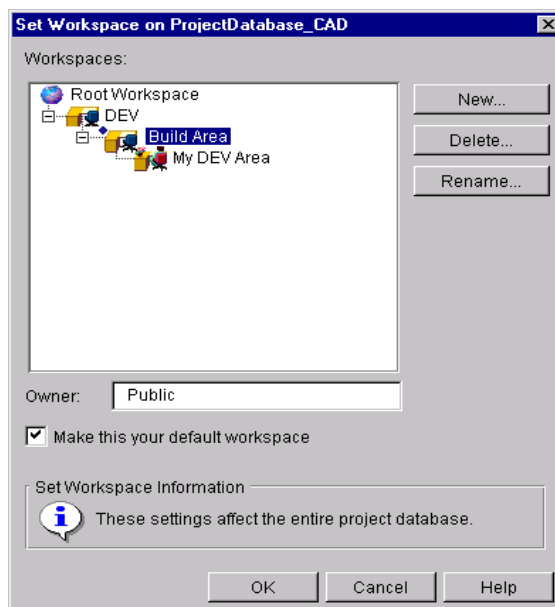 Set Workspace on ProjectDatabase_CAD
Workspaces:
Root Workspace
DEV
Build Area
My DEV Area
New...
Delete...
Rename...
Owner: Public
Make this your default workspace
Set Workspace Information
These settings affect the entire project database.
OK Cancel Help